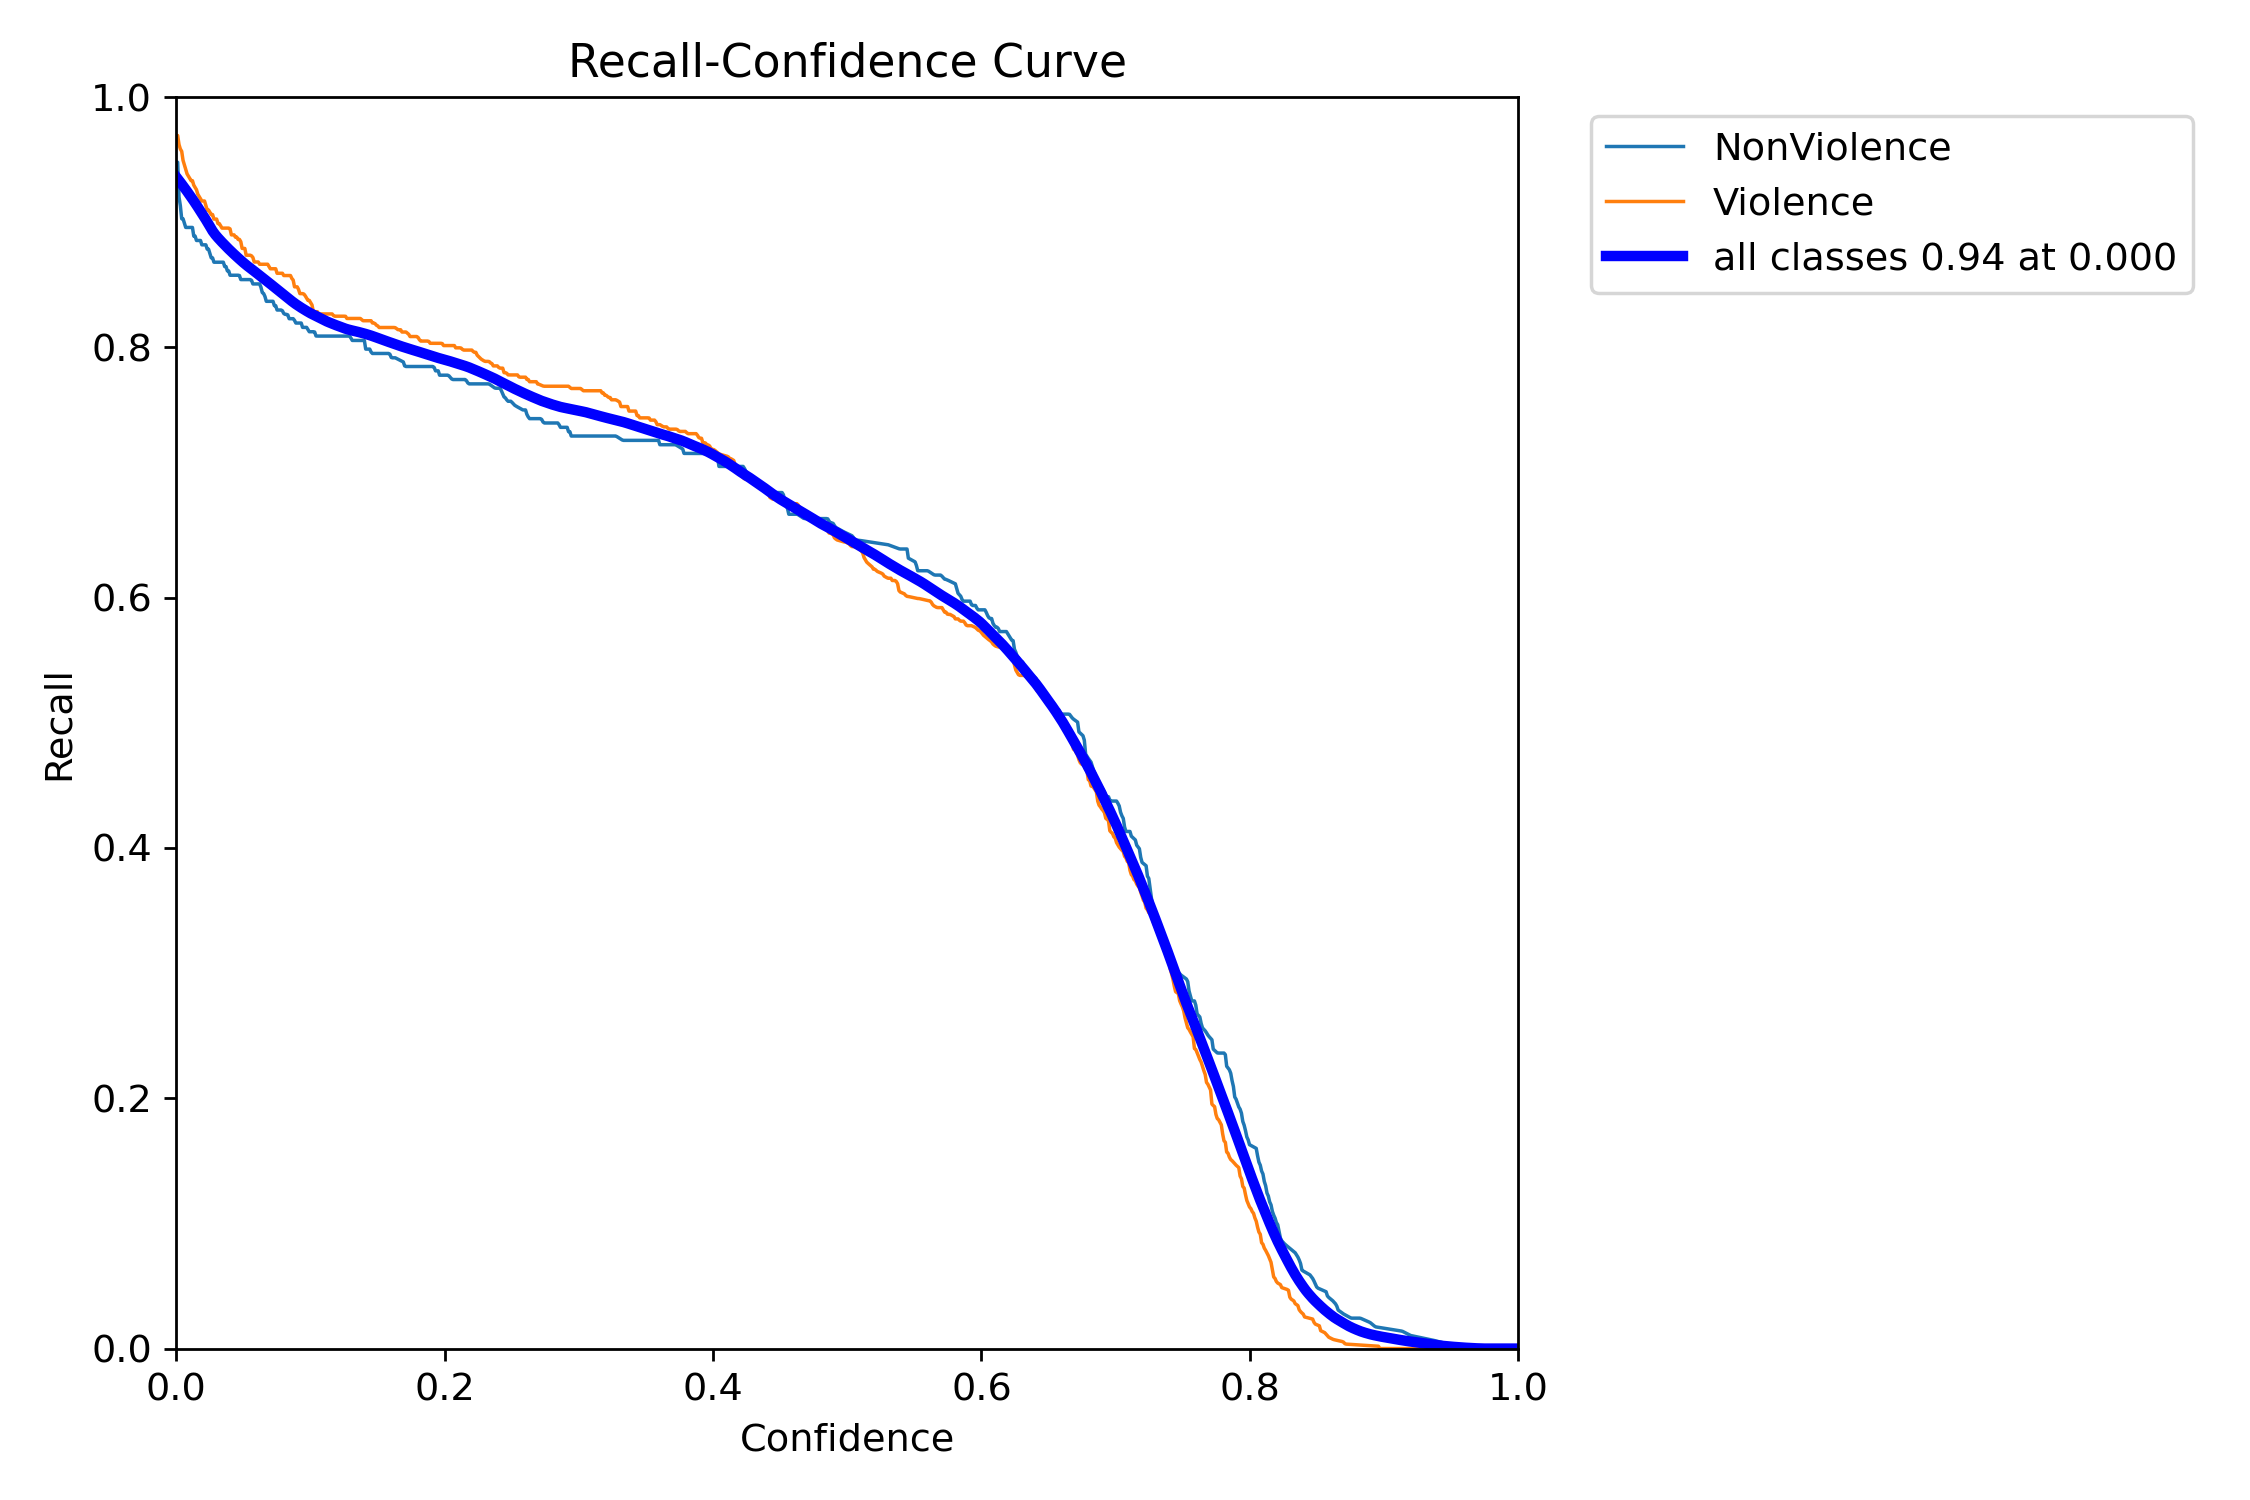 Recall-Confidence Curve
NonViolence
Violence
all classes 0.94 at 0.000
1.0
0.8
0.6
0.4
0.2
0.0
Recall
0.0 0.2 0.4 0.6 0.8 1.0
Confidence